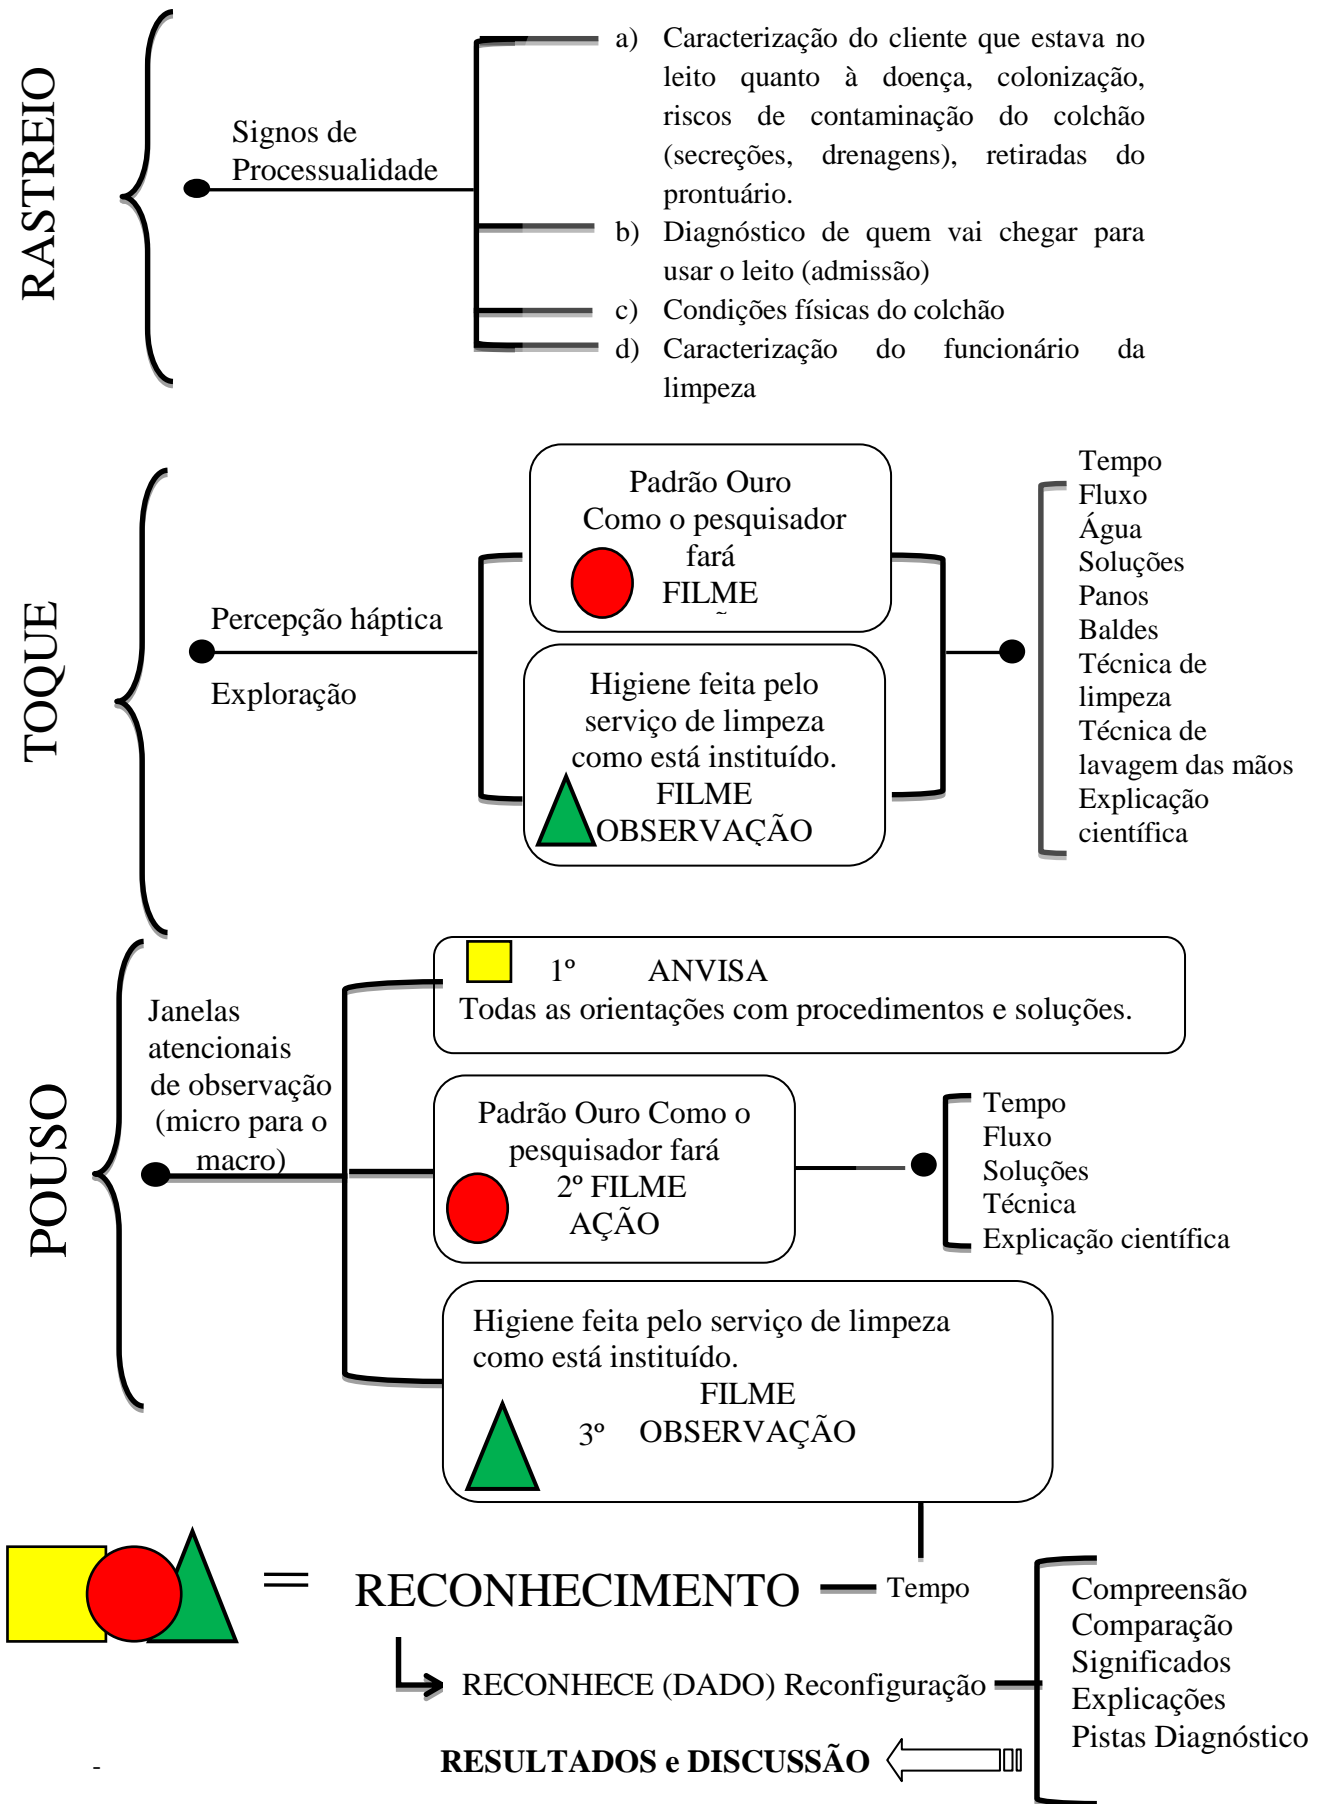 RASTREIO
Signos de
Processualidade
a) Caracterização do cliente que estava no
leito quanto à doença, colonização,
riscos de contaminação do colchão
(secreções, drenagens), retiradas do
prontuário.
b) Diagnóstico de quem vai chegar para
usar o leito (admissão)
c) Condições físicas do colchão
d) Caracterização do funcionário da
limpeza
TOQUE
Percepção háptica
Exploração
Padrão Ouro
Como o pesquisador
fará
FILME
Higiene feita pelo
serviço de limpeza
como está instituído.
FILME
OBSERVAÇÃO
Tempo
Fluxo
Água
Soluções
Panos
Baldes
Técnica de
limpeza
Técnica de
lavagem das mãos
Explicação
científica
POUSO
Janelas
atencionais
de observação
(micro para o
macro)
1º ANVISA
Todas as orientações com procedimentos e soluções.
Padrão Ouro Como o
pesquisador fará
2º FILME
AÇÃO
Tempo
Fluxo
Soluções
Técnica
Explicação científica
Higiene feita pelo serviço de limpeza
como está instituído.
FILME
3º OBSERVAÇÃO
= RECONHECIMENTO
Tempo
RECONHECE (DADO) Reconfiguração
Compreensão
Comparação
Significados
Explicações
Pistas Diagnóstico
RESULTADOS e DISCUSSÃO
-